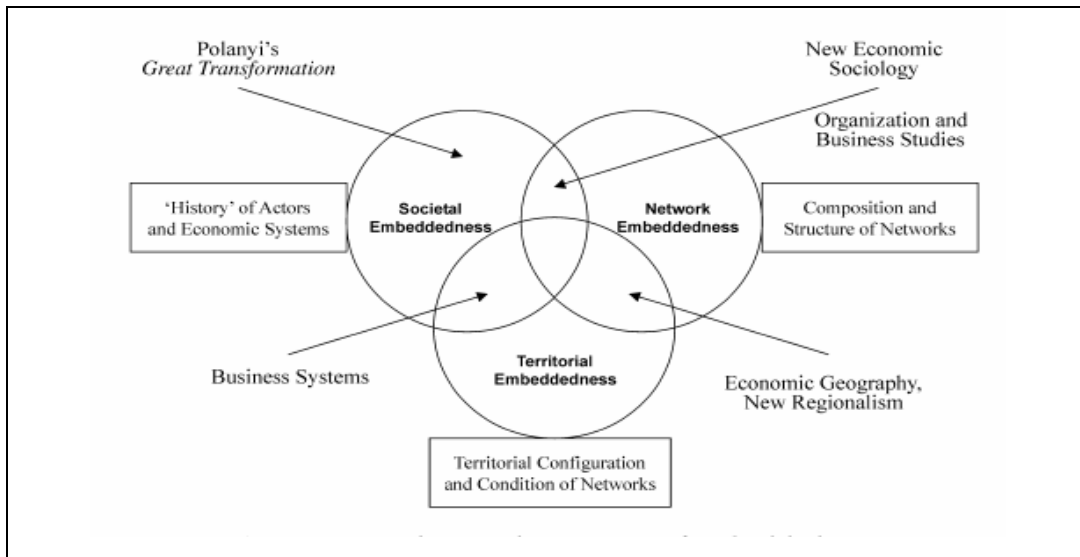 Polanyi's
Great Transformation
New Economic
Sociology
Organization and
Business Studies
'History' of Actors
and Economic Systems
Societal
Embeddedness
Network
Embeddedness
Composition and
Structure of Networks
Business Systems
Territorial
Embeddedness
Economic Geography,
New Regionalism
Territorial Configuration
and Condition of Networks